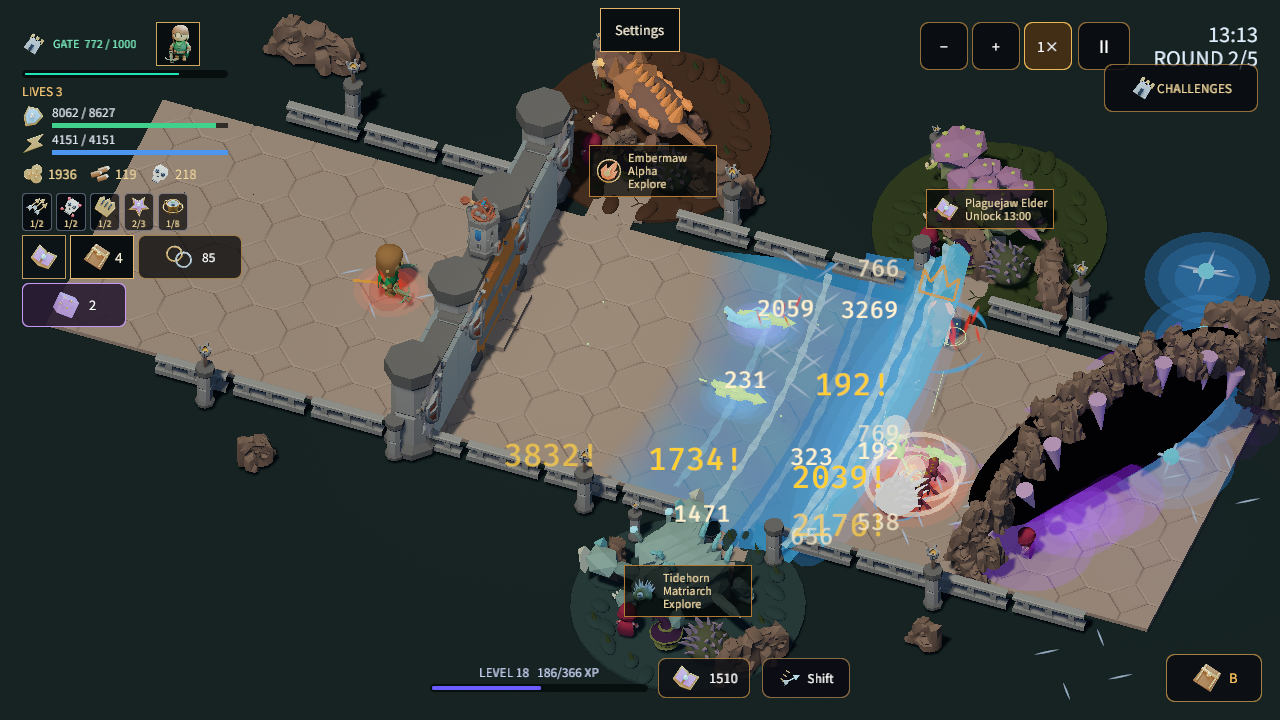 Settings
GATE 772 / 1000
LIVES 3
8062 / 8627
4151 / 4151
1936 119 218
1/2 1/2 1/2 2/3 1/8
4 85
2
− + 1× II
13:13
ROUND 2/5
CHALLENGES
Embermaw
Alpha
Explore
Plaguejaw Elder
Unlock 13:00
766
2059 3269
231 192!
769
3832! 1734! 323 192
2039!
1471 2176! 538
656
Tidehorn
Matriarch
Explore
LEVEL 18 186/366 XP
1510
Shift
B